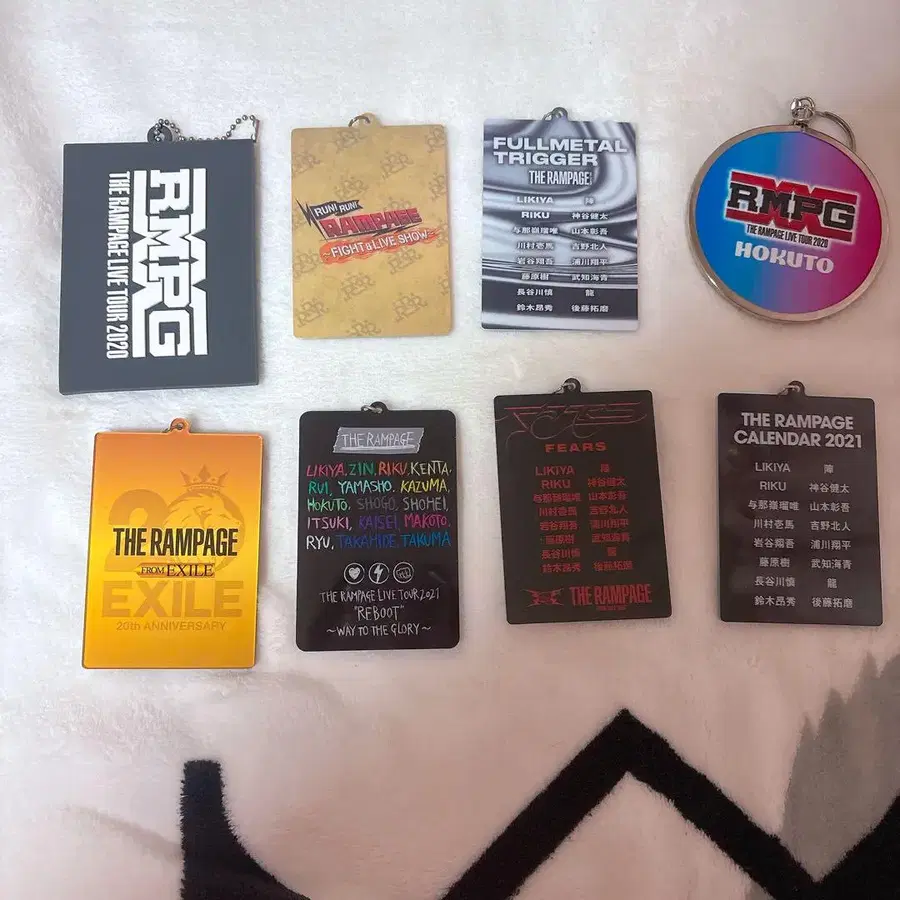 RMPG
THE RAMPAGE LIVE TOUR 2020
RUN! RUN!
RAMPAGE
~FIGHT&LIVE SHOW~
FULLMETAL
TRIGGER
THE RAMPAGE
LIKIYA 陣
RIKU 神谷健太
与那嶺瑠唯 山本彰吾
川村壱馬 吉野北人
岩谷翔吾 浦川翔平
藤原樹 武知海青
長谷川慎 龍
鈴木昂秀 後藤拓磨
RMPG
THE RAMPAGE LIVE TOUR 2020
HOKUTO
20
THE RAMPAGE
FROM EXILE
EXILE
20th ANNIVERSARY
THE RAMPAGE
LIKIYA, ZIN, RIKU, KENTA,
RUI, YAMASHO, KAZUMA,
HOKUTO, SHOGO, SHOHEI,
ITSUKI, KAISEI, MAKOTO,
RYU, TAKAHIDE, TAKUMA
THE RAMPAGE LIVE TOUR 2021
"REBOOT"
~WAY TO THE GLORY~
FEARS
LIKIYA 陣
RIKU 神谷健太
与那嶺瑠唯 山本彰吾
川村壱馬 吉野北人
岩谷翔吾 浦川翔平
藤原樹 武知海青
長谷川慎 龍
鈴木昂秀 後藤拓磨
THE RAMPAGE
THE RAMPAGE
CALENDAR 2021
LIKIYA 陣
RIKU 神谷健太
与那嶺瑠唯 山本彰吾
川村壱馬 吉野北人
岩谷翔吾 浦川翔平
藤原樹 武知海青
長谷川慎 龍
鈴木昂秀 後藤拓磨